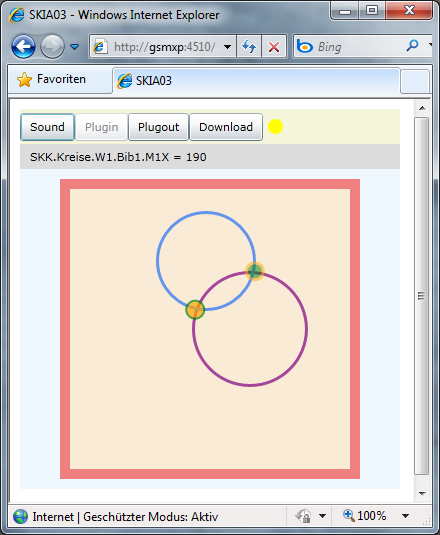 SKIA03 - Windows Internet Explorer
http://gsmxp:4510/
Bing
Favoriten
SKIA03
Sound Plugin Plugout Download
SKK.Kreise.W1.Bib1.M1X = 190
Internet | Geschützter Modus: Aktiv
100%